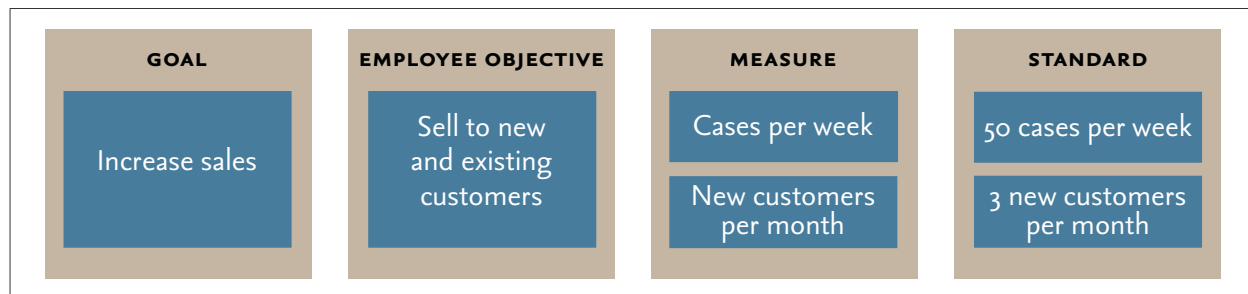 GOAL
Increase sales
EMPLOYEE OBJECTIVE
Sell to new
and existing
customers
MEASURE
Cases per week
New customers
per month
STANDARD
50 cases per week
3 new customers
per month